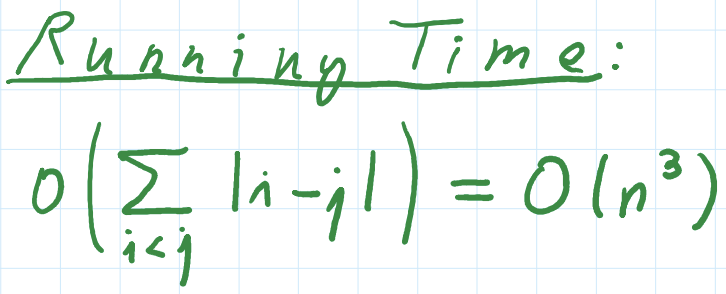 Running Time:
O(∑_{i<j} |i-j|) = O(n³)